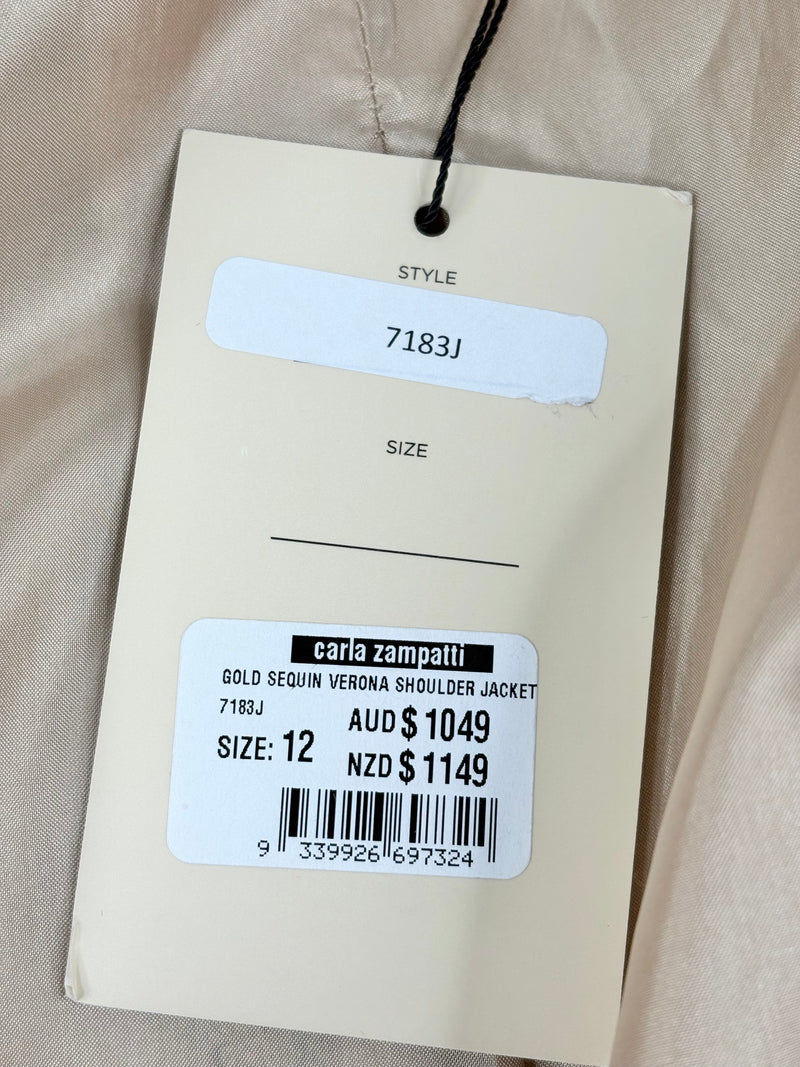 STYLE
7183J
SIZE
carla zampatti
GOLD SEQUIN VERONA SHOULDER JACKET
7183J
AUD $1049
SIZE: 12
NZD $1149
9 339926 697324